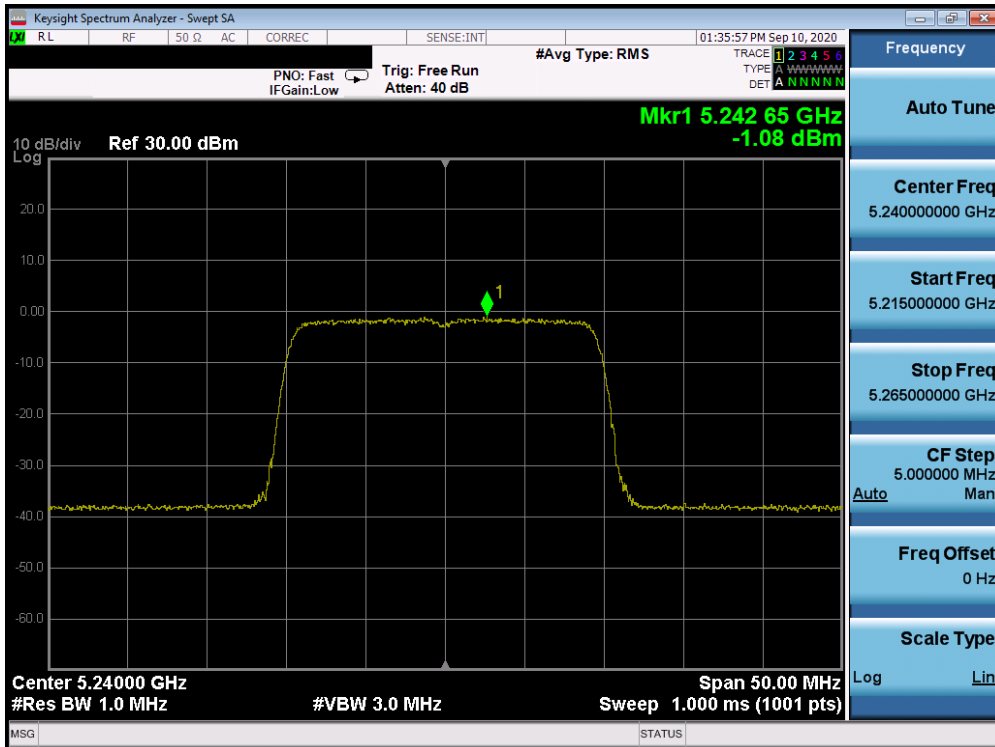 Keysight Spectrum Analyzer - Swept SA
LXI RL RF 50 Ω AC CORREC SENSE:INT 01:35:57 PM Sep 10, 2020
#Avg Type: RMS
TRACE 1 2 3 4 5 6
TYPE A WWWWW
DET A N N N N N
PNO: Fast
IFGain:Low
Trig: Free Run
Atten: 40 dB
Mkr1 5.242 65 GHz
-1.08 dBm
10 dB/div Ref 30.00 dBm
Log
20.0
10.0
0.00
-10.0
-20.0
-30.0
-40.0
-50.0
-60.0
1
Center 5.24000 GHz
Span 50.00 MHz
#Res BW 1.0 MHz
#VBW 3.0 MHz
Sweep 1.000 ms (1001 pts)
MSG
STATUS
Frequency
Auto Tune
Center Freq
5.240000000 GHz
Start Freq
5.215000000 GHz
Stop Freq
5.265000000 GHz
CF Step
5.000000 MHz
Auto Man
Freq Offset
0 Hz
Scale Type
Log Lin